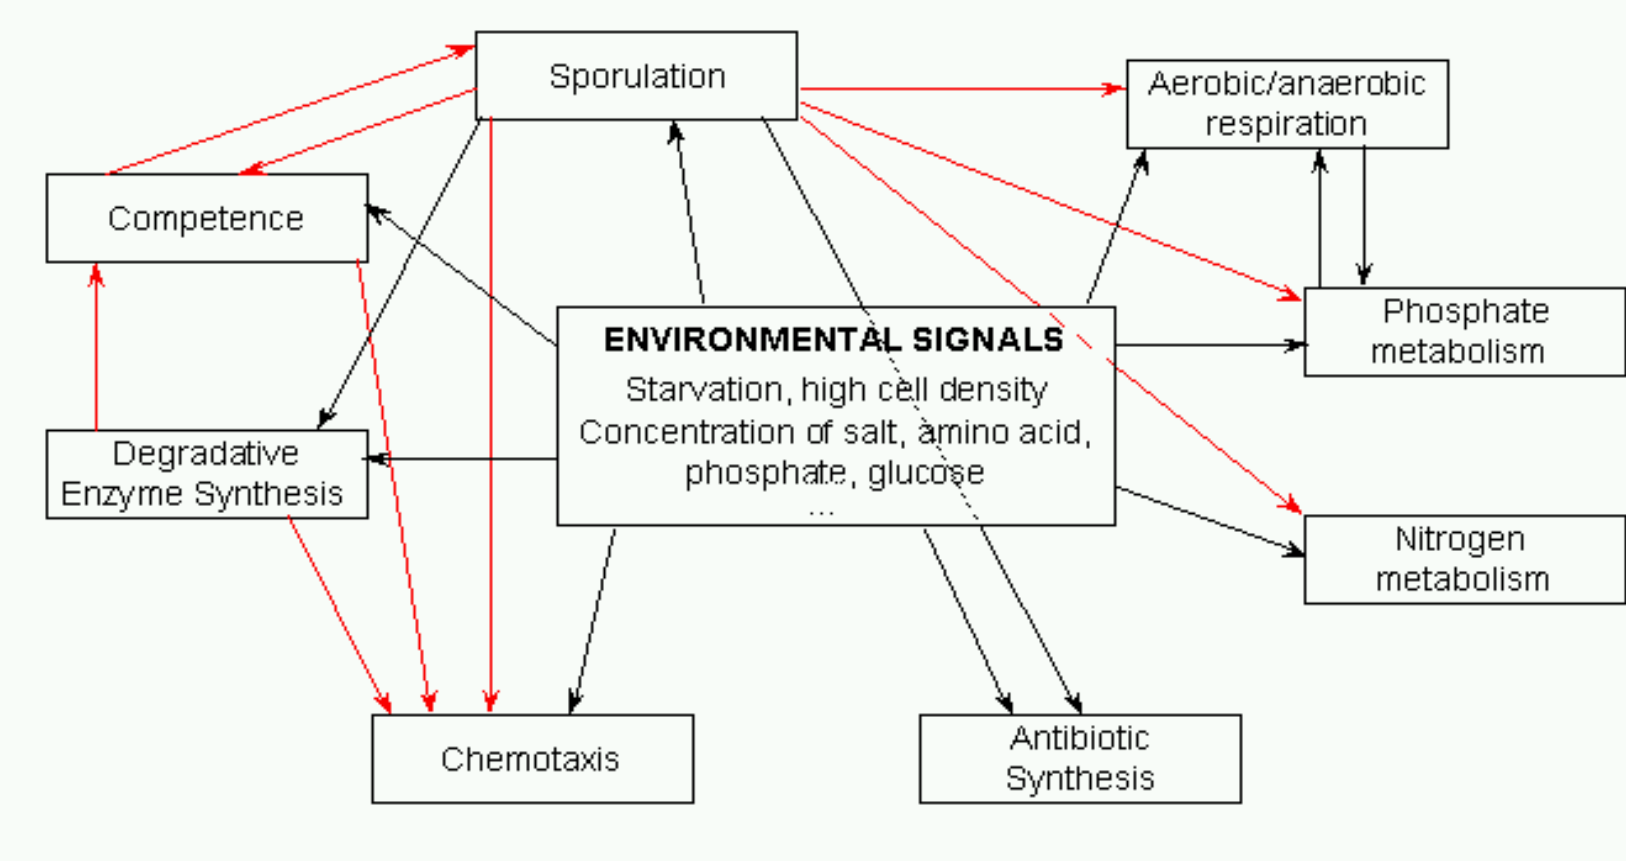 Sporulation
Aerobic/anaerobic
respiration
Competence
ENVIRONMENTAL SIGNALS
Starvation, high cell density
Concentration of salt, amino acid,
phosphate, glucose
...
Phosphate
metabolism
Degradative
Enzyme Synthesis
Nitrogen
metabolism
Chemotaxis
Antibiotic
Synthesis